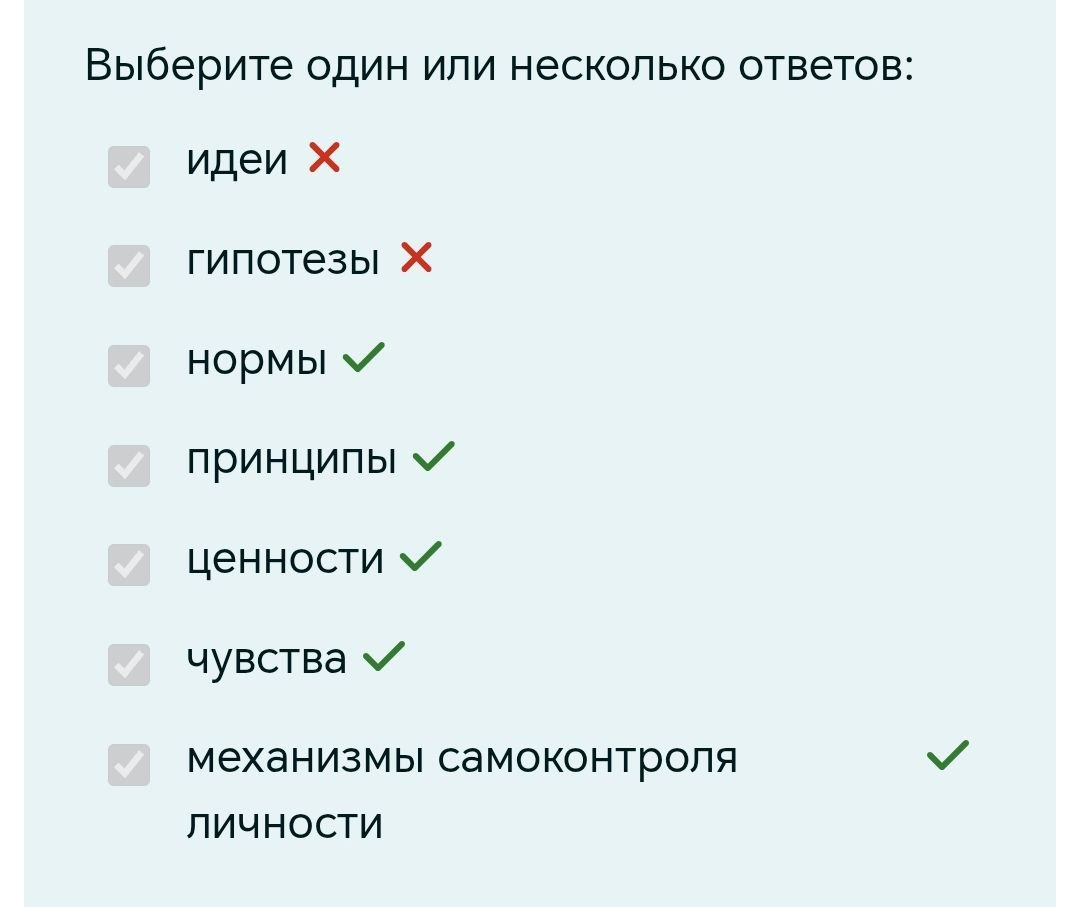 Выберите один или несколько ответов:
идеи
гипотезы
нормы
принципы
ценности
чувства
механизмы самоконтроля
личности